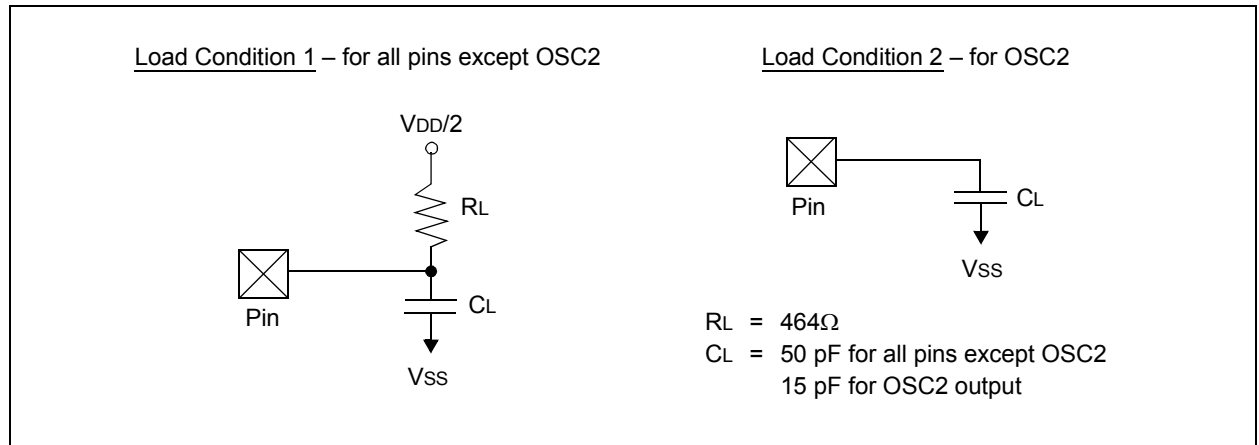 Load Condition 1 – for all pins except OSC2
VDD/2
RL
Pin
CL
VSS
Load Condition 2 – for OSC2
Pin
CL
VSS
RL = 464Ω
CL = 50 pF for all pins except OSC2
15 pF for OSC2 output